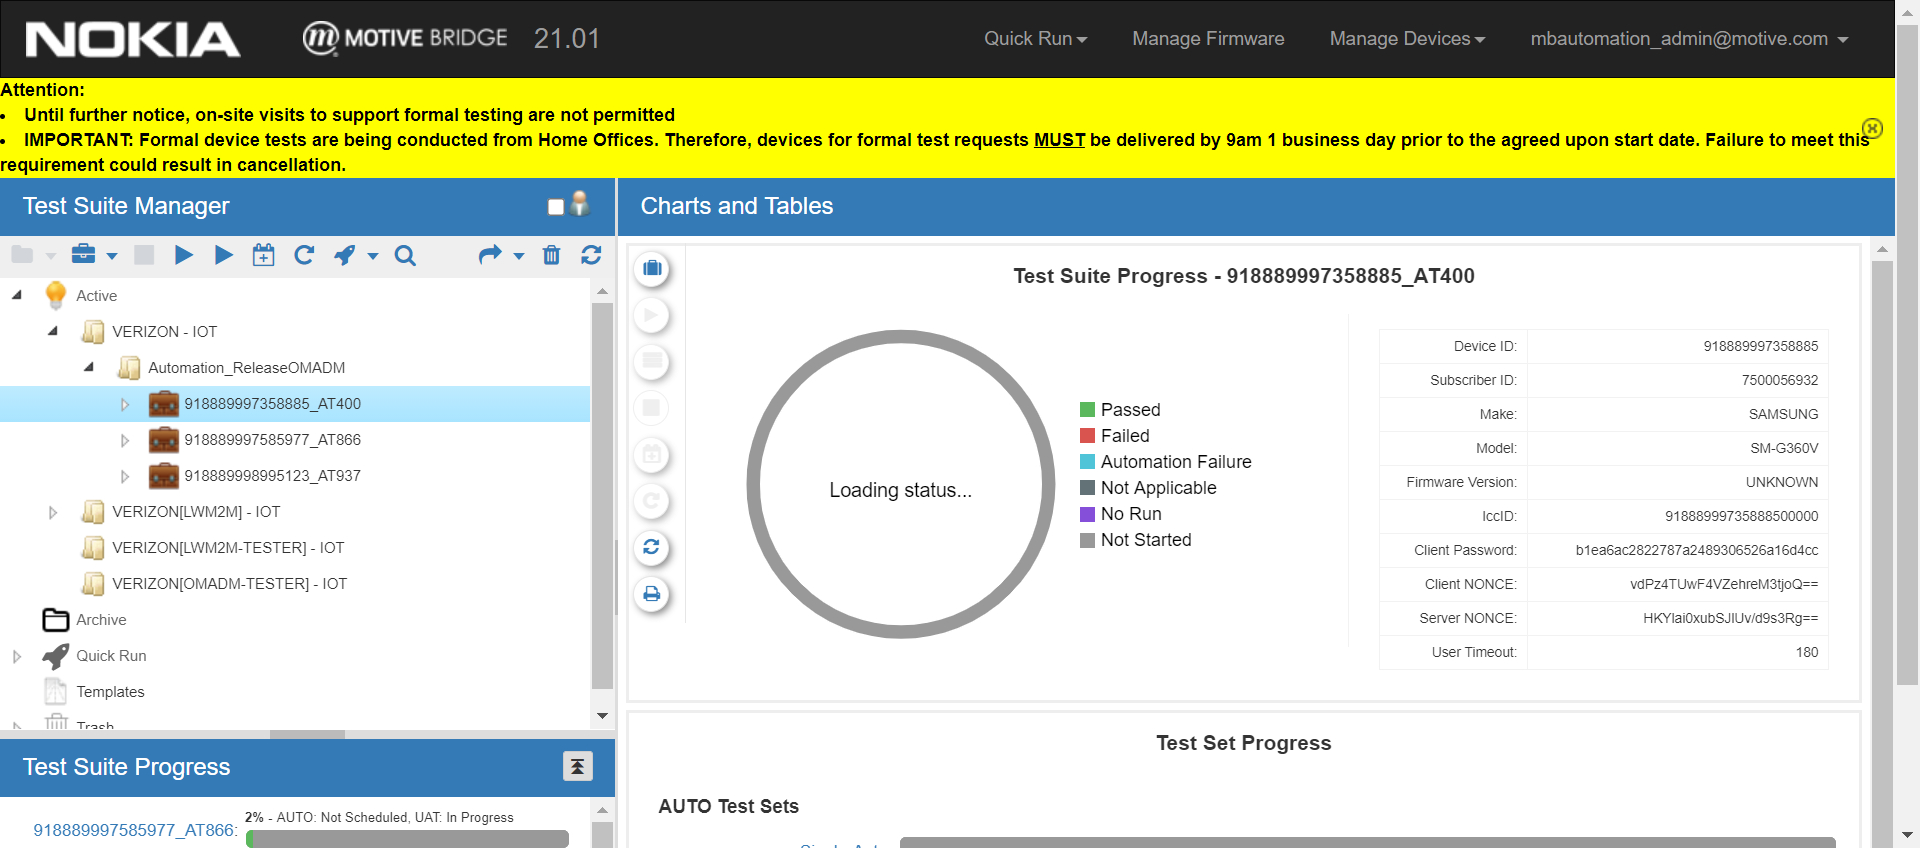 NOKIA MOTIVE BRIDGE 21.01 Quick Run Manage Firmware Manage Devices mbautomation_admin@motive.com
Attention:
• Until further notice, on-site visits to support formal testing are not permitted
• IMPORTANT: Formal device tests are being conducted from Home Offices. Therefore, devices for formal test requests MUST be delivered by 9am 1 business day prior to the agreed upon start date. Failure to meet this
requirement could result in cancellation.
Test Suite Manager
Active
VERIZON - IOT
Automation_ReleaseOMADM
918889997358885_AT400
918889997585977_AT866
918889998995123_AT937
VERIZON[LWM2M] - IOT
VERIZON[LWM2M-TESTER] - IOT
VERIZON[OMADM-TESTER] - IOT
Archive
Quick Run
Templates
Trash
Test Suite Progress
918889997585977_AT866:
2% - AUTO: Not Scheduled, UAT: In Progress
Charts and Tables
Test Suite Progress - 918889997358885_AT400
Loading status...
Passed
Failed
Automation Failure
Not Applicable
No Run
Not Started
Device ID: 918889997358885
Subscriber ID: 7500056932
Make: SAMSUNG
Model: SM-G360V
Firmware Version: UNKNOWN
IccID: 91888999735888500000
Client Password: b1ea6ac2822787a2489306526a16d4cc
Client NONCE: vdPz4TUwF4VZehreM3tjoQ==
Server NONCE: HKYlai0xubSJlUv/d9s3Rg==
User Timeout: 180
Test Set Progress
AUTO Test Sets